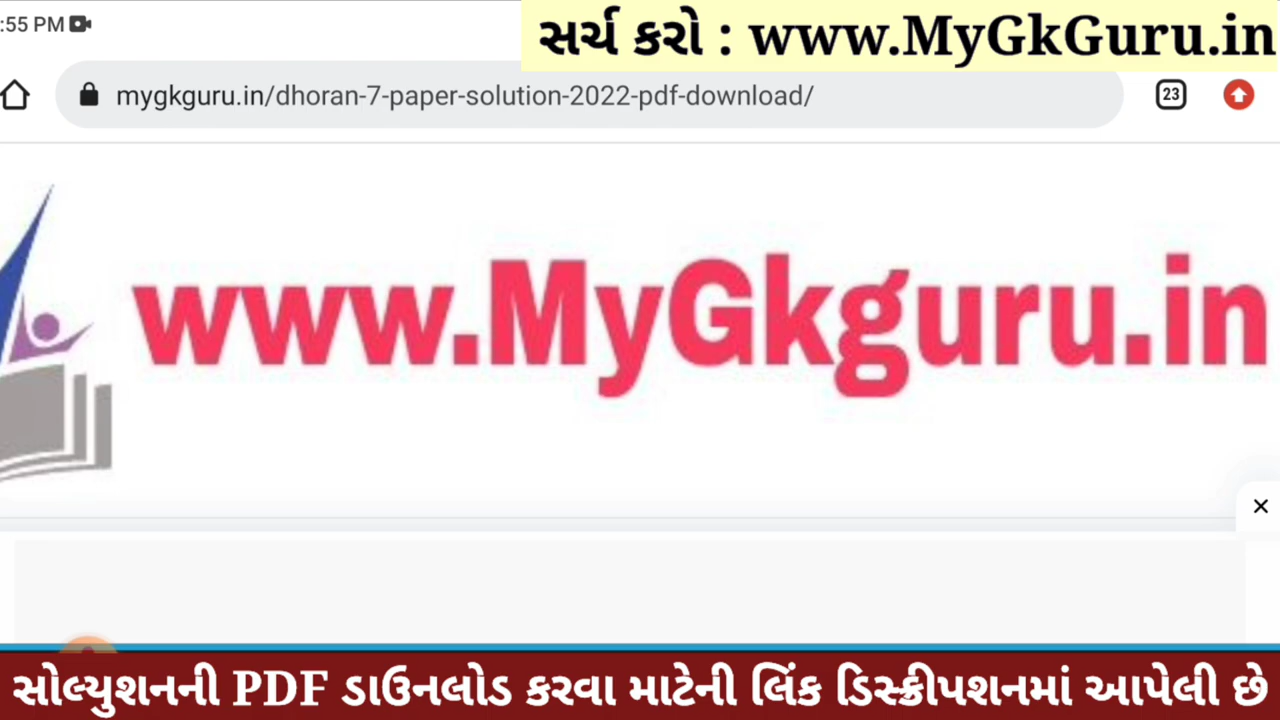 :55 PM
સર્ચ કરો : www.MyGkGuru.in
mygkguru.in/dhoran-7-paper-solution-2022-pdf-download/
23
www.MyGkguru.in
સોલ્યુશનની PDF ડાઉનલોડ કરવા માટેની લિંક ડિસ્ક્રીપશનમાં આપેલી છે